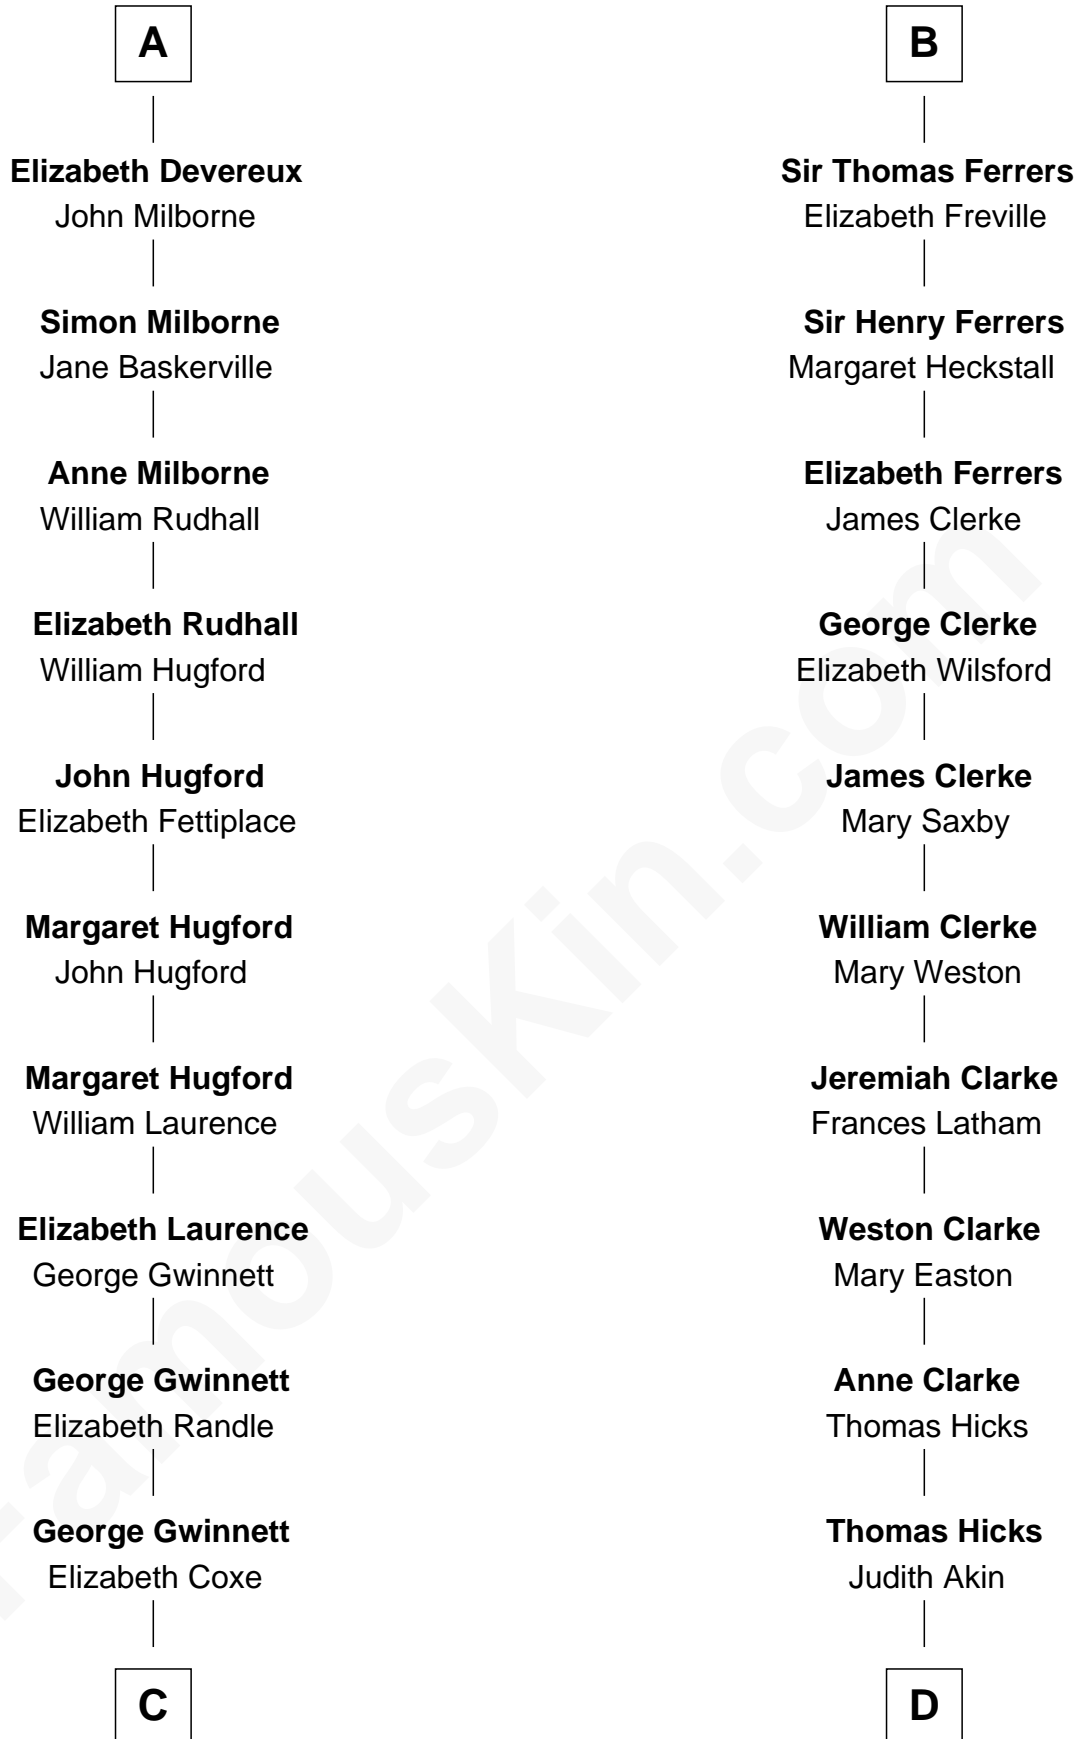 A
Elizabeth Devereux
John Milborne
Simon Milborne
Jane Baskerville
Anne Milborne
William Rudhall
Elizabeth Rudhall
William Hugford
John Hugford
Elizabeth Fettiplace
Margaret Hugford
John Hugford
Margaret Hugford
William Laurence
Elizabeth Laurence
George Gwinnett
George Gwinnett
Elizabeth Randle
George Gwinnett
Elizabeth Coxe
C
B
Sir Thomas Ferrers
Elizabeth Freville
Sir Henry Ferrers
Margaret Heckstall
Elizabeth Ferrers
James Clerke
George Clerke
Elizabeth Wilsford
James Clerke
Mary Saxby
William Clerke
Mary Weston
Jeremiah Clarke
Frances Latham
Weston Clarke
Mary Easton
Anne Clarke
Thomas Hicks
Thomas Hicks
Judith Akin
D
FamousKin.com